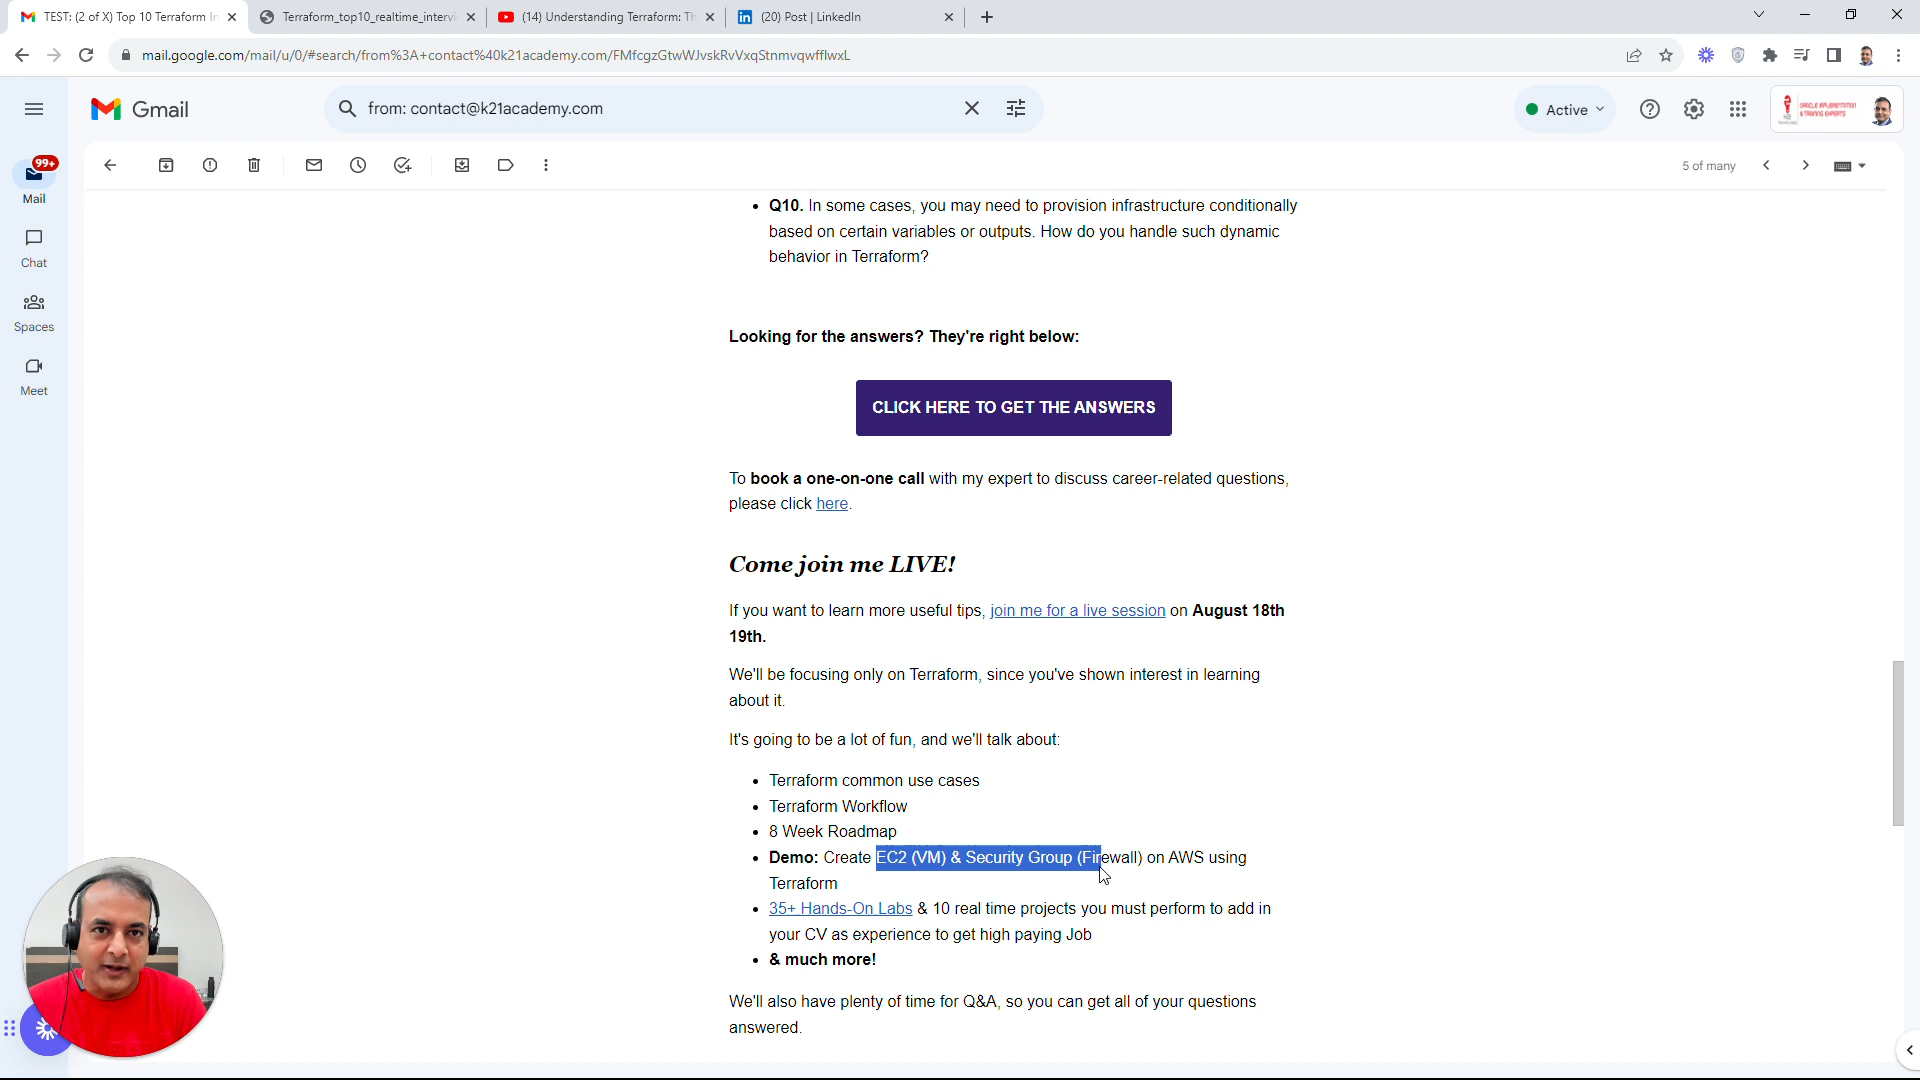 TEST: (2 of X) Top 10 Terraform In
Terraform_top10_realtime_intervi
(14) Understanding Terraform: Th
(20) Post | LinkedIn
mail.google.com/mail/u/0/#search/from%3A+contact%40k21academy.com/FMfcgzGtwWJvskRvVxqStnmvqwfflwxL
Gmail
from: contact@k21academy.com
Active
ORACLE IMPLEMENTATION
& TRAINING EXPERTS
99+
Mail
Chat
Spaces
Meet
5 of many
• Q10. In some cases, you may need to provision infrastructure conditionally
based on certain variables or outputs. How do you handle such dynamic
behavior in Terraform?
Looking for the answers? They're right below:
CLICK HERE TO GET THE ANSWERS
To book a one-on-one call with my expert to discuss career-related questions,
please click here.
Come join me LIVE!
If you want to learn more useful tips, join me for a live session on August 18th
19th.
We'll be focusing only on Terraform, since you've shown interest in learning
about it.
It's going to be a lot of fun, and we'll talk about:
• Terraform common use cases
• Terraform Workflow
• 8 Week Roadmap
• Demo: Create EC2 (VM) & Security Group (Firewall) on AWS using
Terraform
• 35+ Hands-On Labs & 10 real time projects you must perform to add in
your CV as experience to get high paying Job
• & much more!
We'll also have plenty of time for Q&A, so you can get all of your questions
answered.